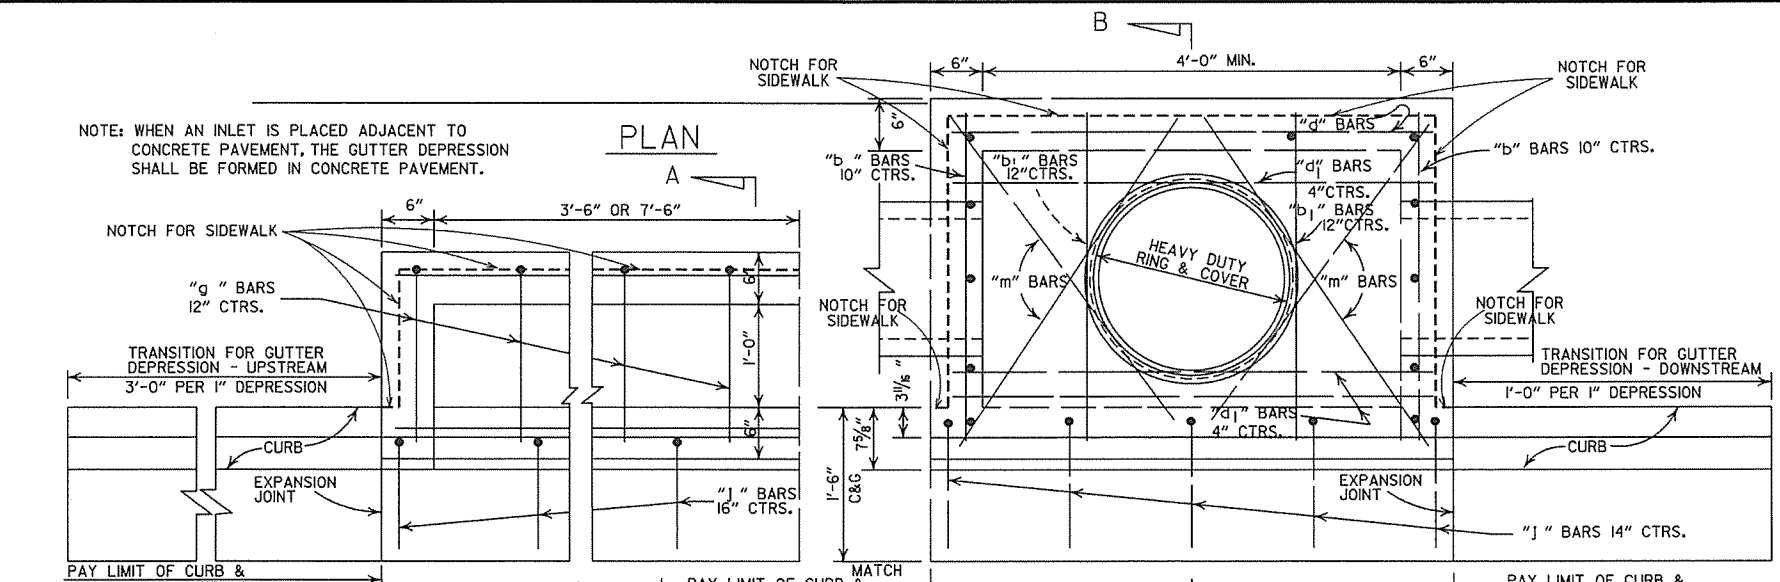 B
NOTCH FOR
SIDEWALK
6"
4'-0" MIN.
6"
NOTCH FOR
SIDEWALK
NOTE: WHEN AN INLET IS PLACED ADJACENT TO
CONCRETE PAVEMENT, THE GUTTER DEPRESSION
SHALL BE FORMED IN CONCRETE PAVEMENT.
PLAN
A
6"
"d" BARS
"b " BARS
10" CTRS.
"b1" BARS
12"CTRS.
"d1" BARS
4"CTRS.
"b" BARS 10" CTRS.
6"
3'-6" OR 7'-6"
"b1" BARS
12"CTRS.
NOTCH FOR SIDEWALK
HEAVY DUTY
RING & COVER
"m" BARS
"m" BARS
6"
"g " BARS
12" CTRS.
NOTCH FOR
SIDEWALK
NOTCH FOR
SIDEWALK
1'-0"
TRANSITION FOR GUTTER
DEPRESSION - UPSTREAM
3'-0" PER 1" DEPRESSION
3 11/16 "
TRANSITION FOR GUTTER
DEPRESSION - DOWNSTREAM
1'-0" PER 1" DEPRESSION
6"
7 5/8"
"d1" BARS
4" CTRS.
CURB
CURB
EXPANSION
JOINT
1'-6"
C&G
"J " BARS
16" CTRS.
EXPANSION
JOINT
"J " BARS 14" CTRS.
PAY LIMIT OF CURB &
PAY LIMIT OF CURB &
MATCH
PAY LIMIT OF CURB &